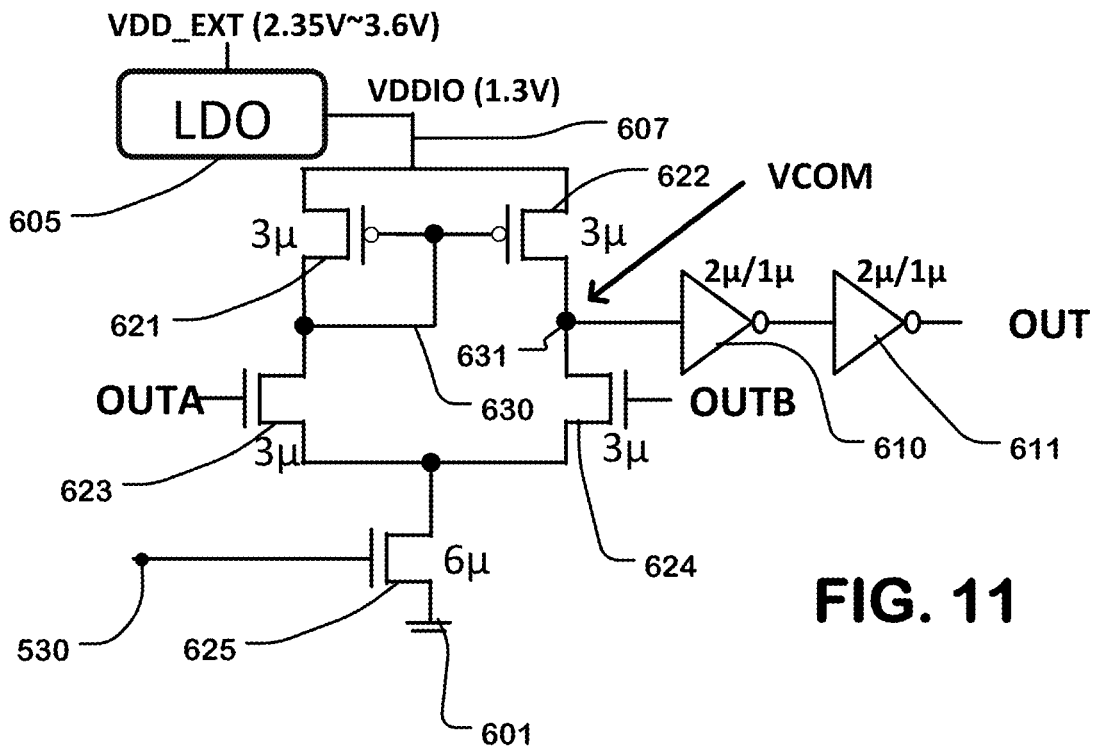 VDD_EXT (2.35V~3.6V)
LDO
VDDIO (1.3V)
607
605
622
VCOM
3μ
3μ
2μ/1μ
2μ/1μ
621
631
OUT
OUTA
630
OUTB
610
611
3μ
3μ
623
624
6μ
530
625
601
FIG. 11